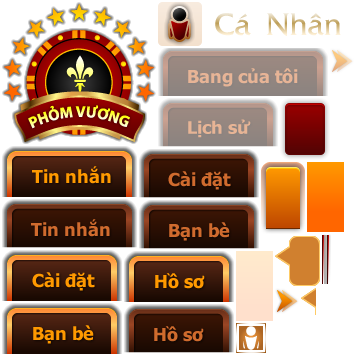 Cá Nhân
Bang của tôi
PHỎM VƯƠNG
Lịch sử
Tin nhắn
Cài đặt
Tin nhắn
Bạn bè
Cài đặt
Hồ sơ
Bạn bè
Hồ sơ